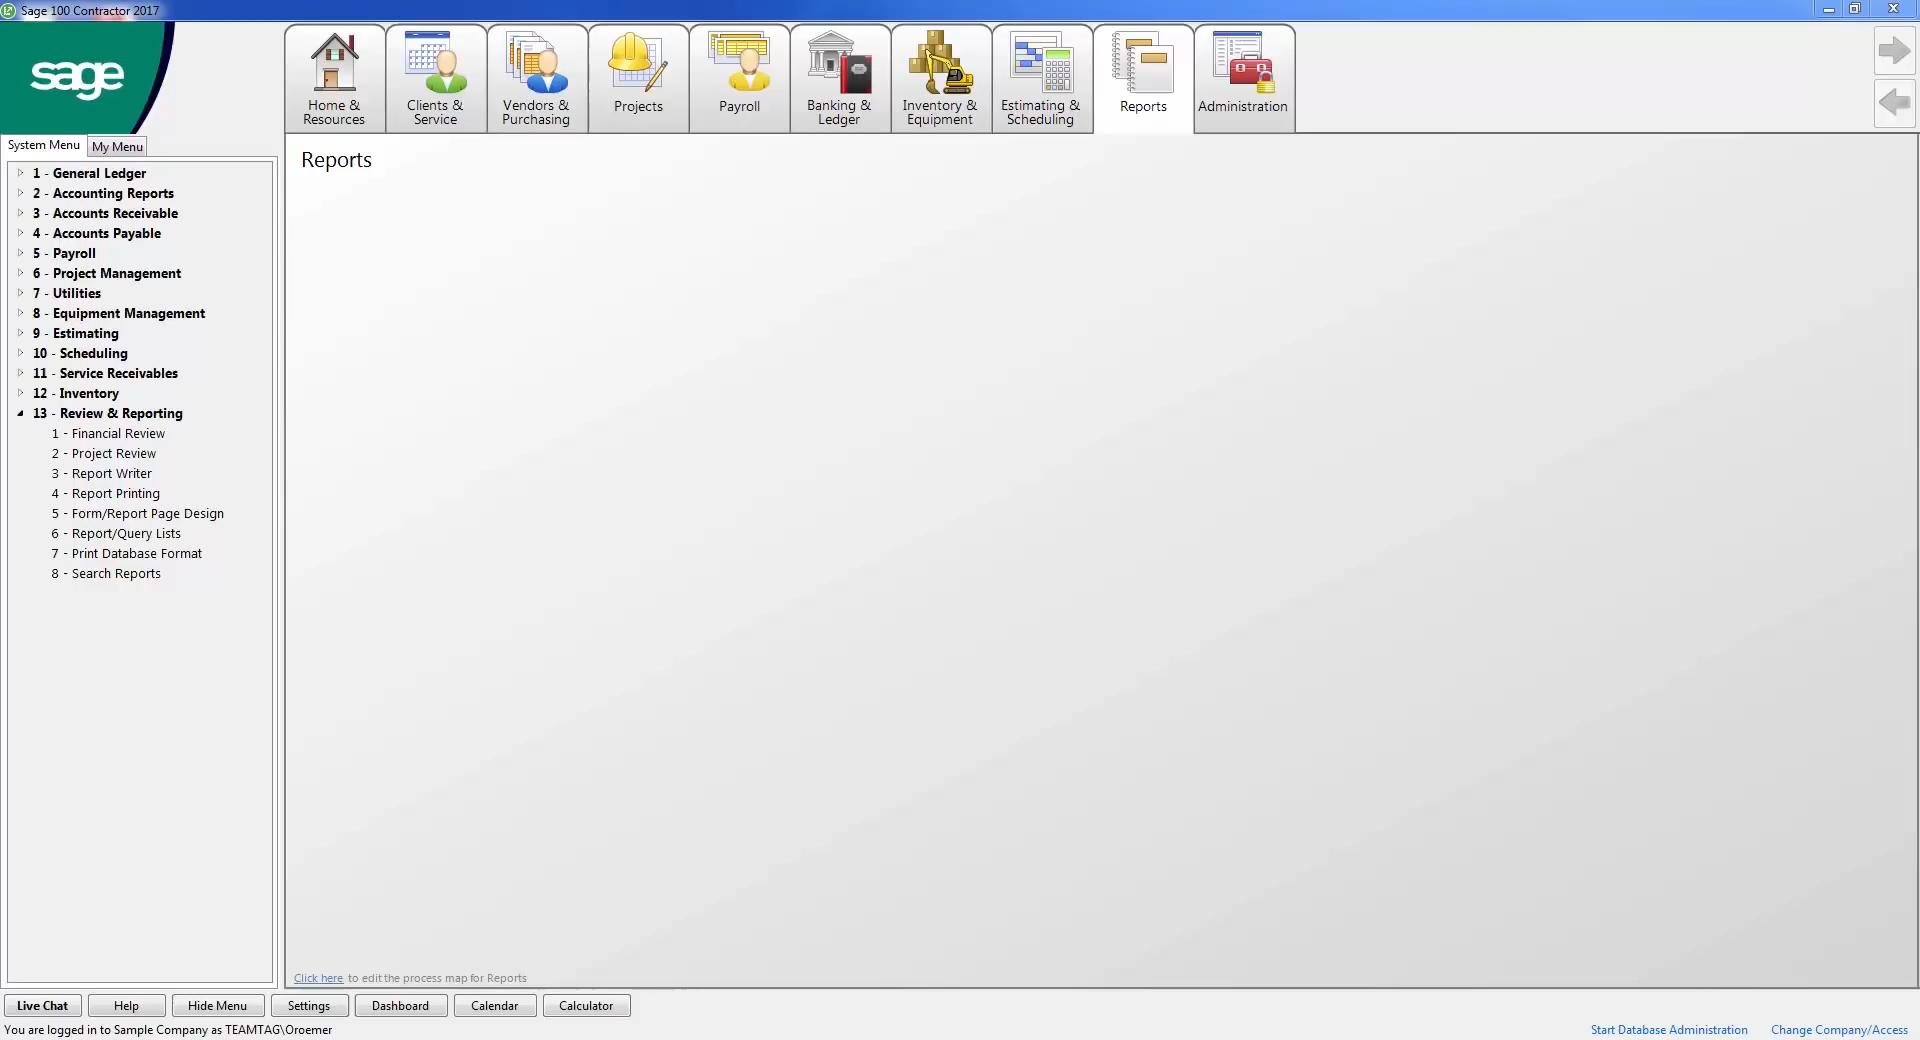 Sage 100 Contractor 2017
sage
Home &
Resources
Clients &
Service
Vendors &
Purchasing
Projects
Payroll
Banking &
Ledger
Inventory &
Equipment
Estimating &
Scheduling
Reports
Administration
System Menu
My Menu
1 - General Ledger
2 - Accounting Reports
3 - Accounts Receivable
4 - Accounts Payable
5 - Payroll
6 - Project Management
7 - Utilities
8 - Equipment Management
9 - Estimating
10 - Scheduling
11 - Service Receivables
12 - Inventory
13 - Review & Reporting
1 - Financial Review
2 - Project Review
3 - Report Writer
4 - Report Printing
5 - Form/Report Page Design
6 - Report/Query Lists
7 - Print Database Format
8 - Search Reports
Reports
Click here to edit the process map for Reports
Live Chat
Help
Hide Menu
Settings
Dashboard
Calendar
Calculator
You are logged in to Sample Company as TEAMTAG\Oroemer
Start Database Administration
Change Company/Access